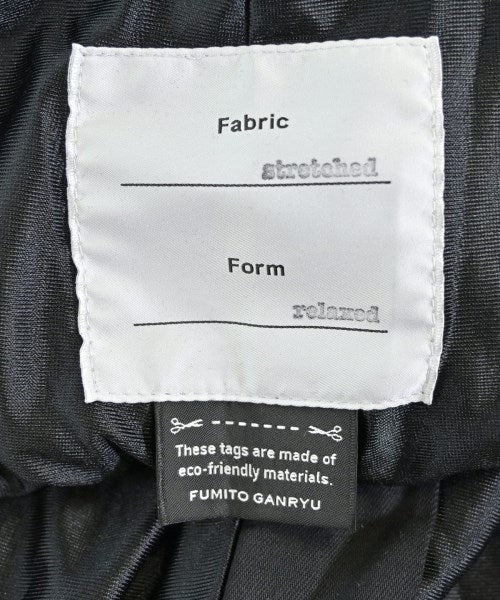 Fabric
stretched
Form
relaxed
These tags are made of
eco-friendly materials.
FUMITO GANRYU